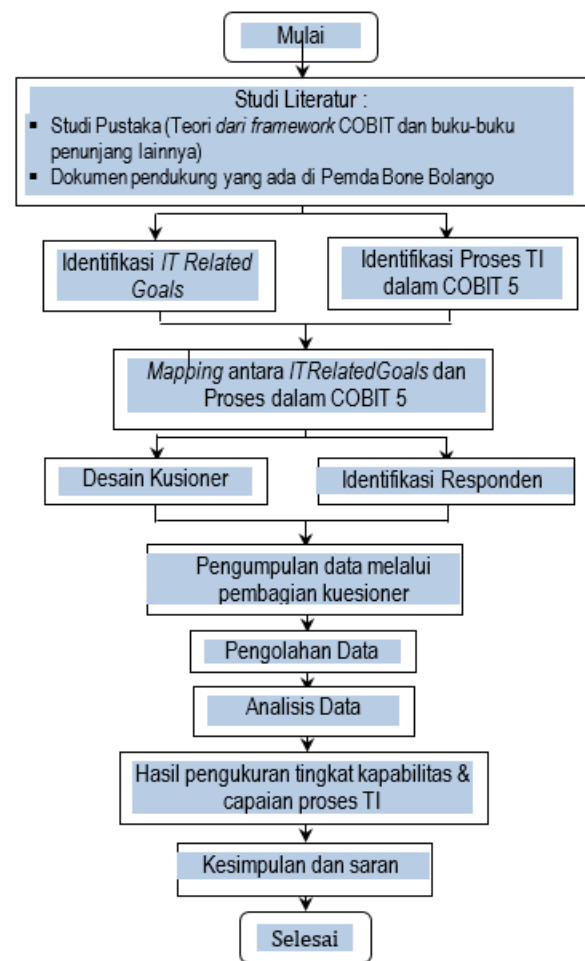 Mulai
Studi Literatur :
▪ Studi Pustaka (Teori dari framework COBIT dan buku-buku
penunjang lainnya)
▪ Dokumen pendukung yang ada di Pemda Bone Bolango
Identifikasi IT Related
Goals
Identifikasi Proses TI
dalam COBIT 5
Mapping antara ITRelatedGoals dan
Proses dalam COBIT 5
Desain Kusioner
Identifikasi Responden
Pengumpulan data melalui
pembagian kuesioner
Pengolahan Data
Analisis Data
Hasil pengukuran tingkat kapabilitas &
capaian proses TI
Kesimpulan dan saran
Selesai